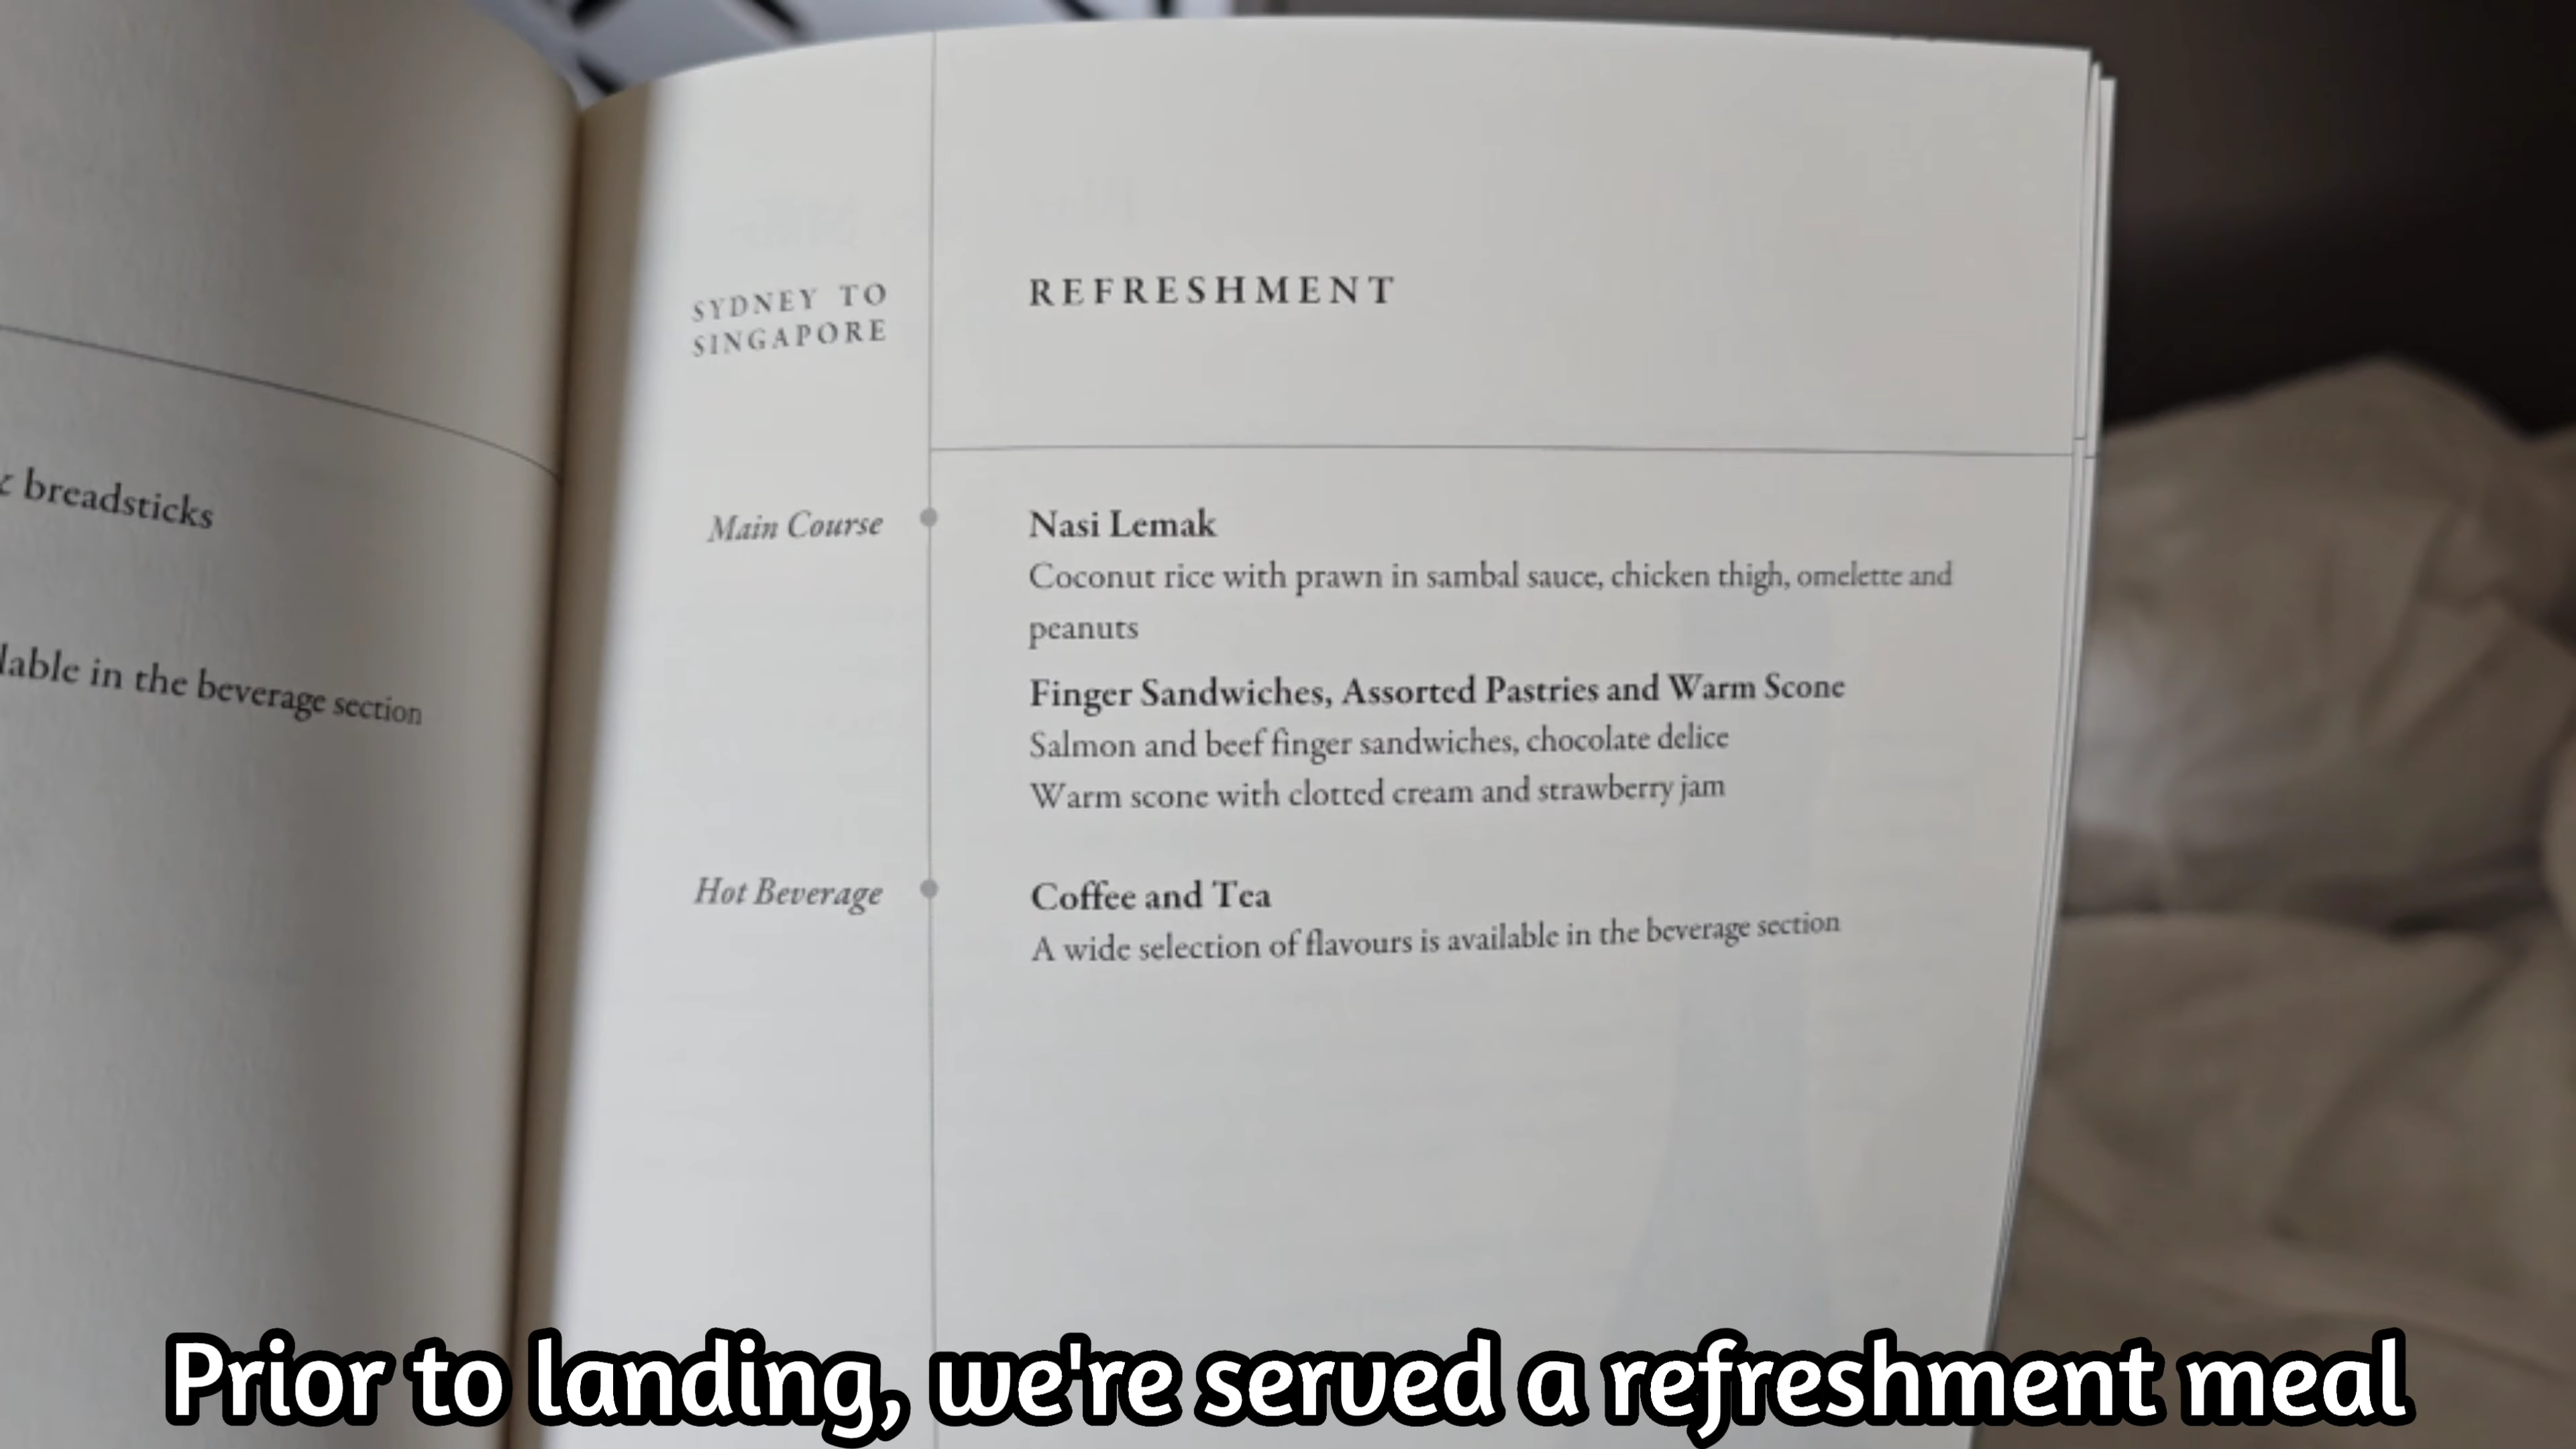 breadsticks
in the beverage section
SYDNEY TO
SINGAPORE
REFRESHMENT
Main Course
Nasi Lemak
Coconut rice with prawn in sambal sauce, chicken thigh, omelette and
peanuts
Finger Sandwiches, Assorted Pastries and Warm Scone
Salmon and beef finger sandwiches, chocolate delice
Warm scone with clotted cream and strawberry jam
Hot Beverage
Coffee and Tea
A wide selection of flavours is available in the beverage section
Prior to landing, we're served a refreshment meal